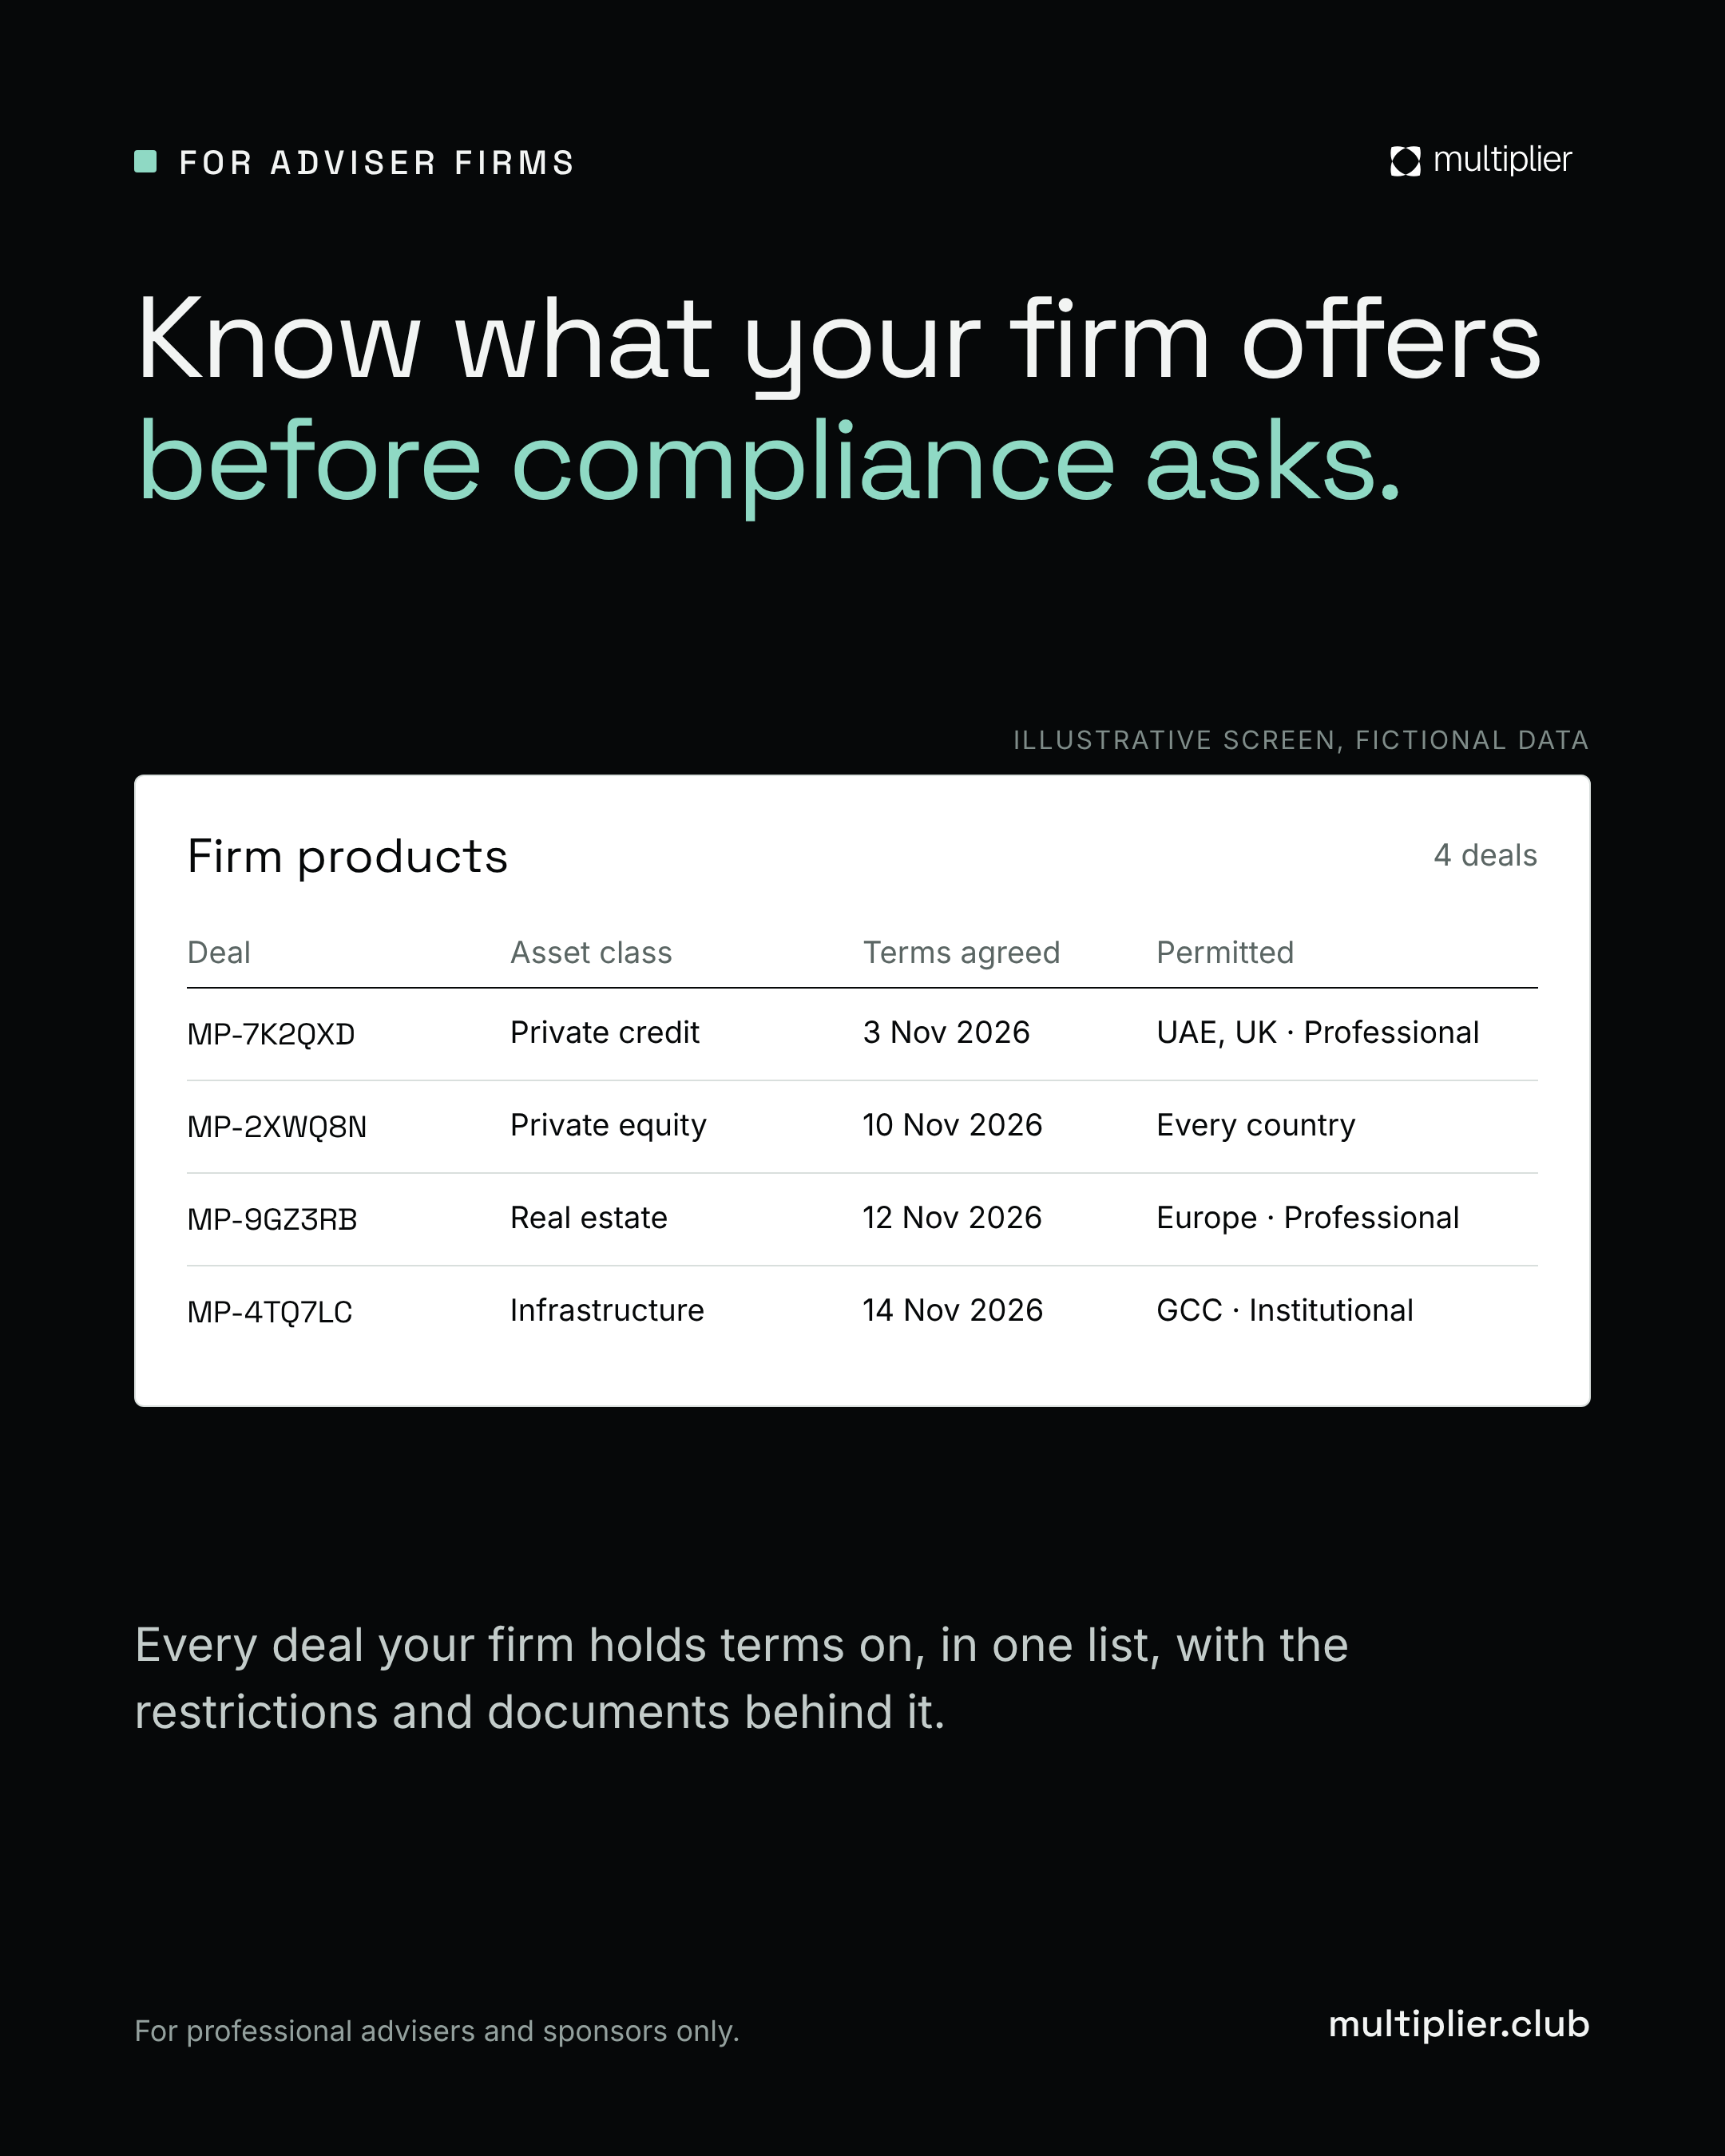 FOR ADVISER FIRMS
multiplier
Know what your firm offers
before compliance asks.
ILLUSTRATIVE SCREEN, FICTIONAL DATA
Firm products
4 deals
Deal Asset class Terms agreed Permitted
MP-7K2QXD Private credit 3 Nov 2026 UAE, UK · Professional
MP-2XWQ8N Private equity 10 Nov 2026 Every country
MP-9GZ3RB Real estate 12 Nov 2026 Europe · Professional
MP-4TQ7LC Infrastructure 14 Nov 2026 GCC · Institutional
Every deal your firm holds terms on, in one list, with the
restrictions and documents behind it.
For professional advisers and sponsors only.
multiplier.club